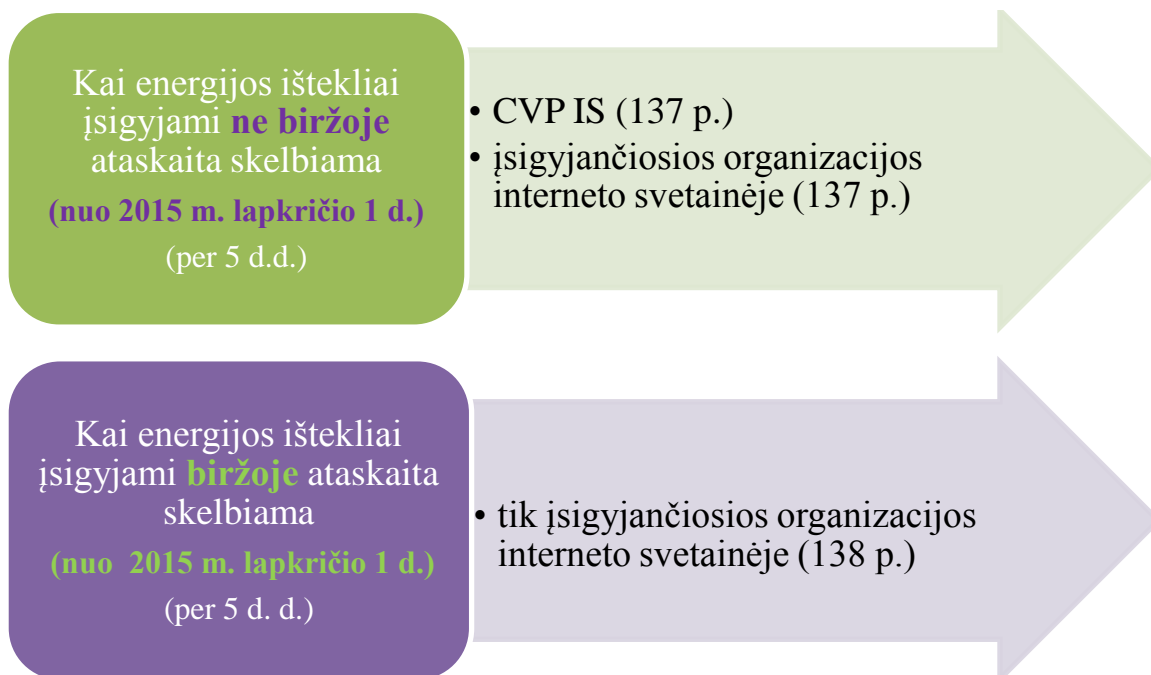 Kai energijos ištekliai
įsigyjami ne biržoje
ataskaita skelbiama
(nuo 2015 m. lapkričio 1 d.)
(per 5 d.d.)
• CVP IS (137 p.)
• įsigyjančiosios organizacijos
interneto svetainėje (137 p.)
Kai energijos ištekliai
įsigyjami biržoje ataskaita
skelbiama
(nuo 2015 m. lapkričio 1 d.)
(per 5 d. d.)
• tik įsigyjančiosios organizacijos
interneto svetainėje (138 p.)